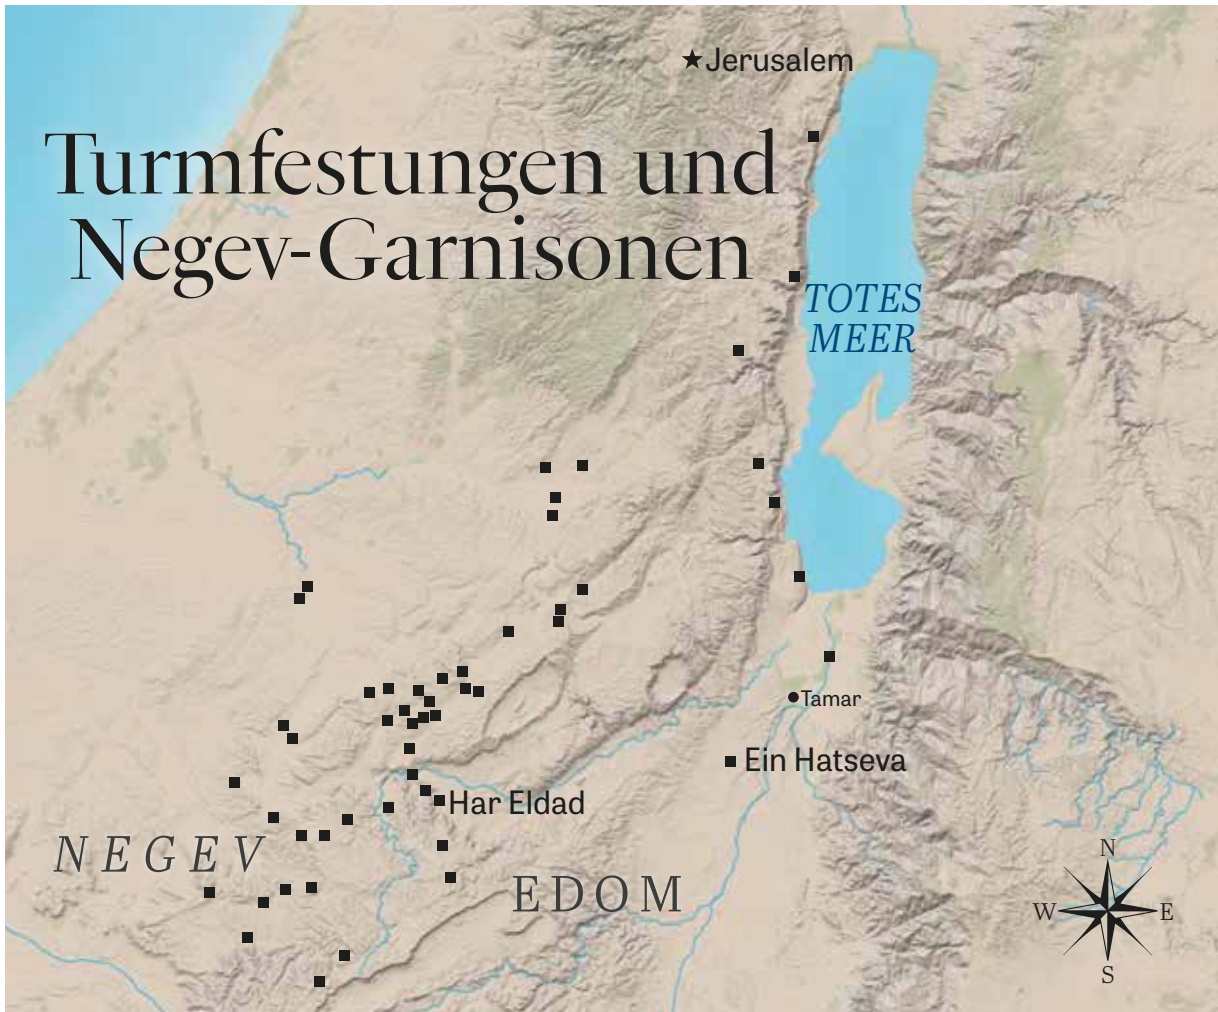 Jerusalem
Turmfestungen und
Negev-Garnisonen
TOTES
MEER
Tamar
Ein Hatseva
Har Eldad
NEGEV
EDOM
N
W E
S